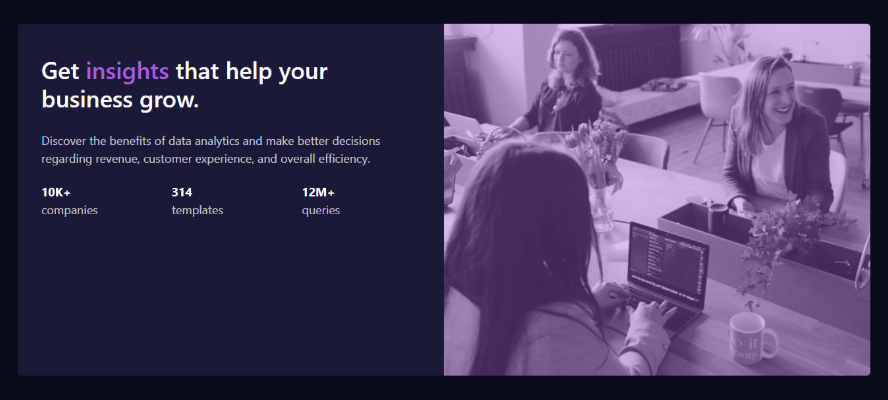 Get insights that help your
business grow.
Discover the benefits of data analytics and make better decisions
regarding revenue, customer experience, and overall efficiency.
10K+ 314 12M+
companies templates queries